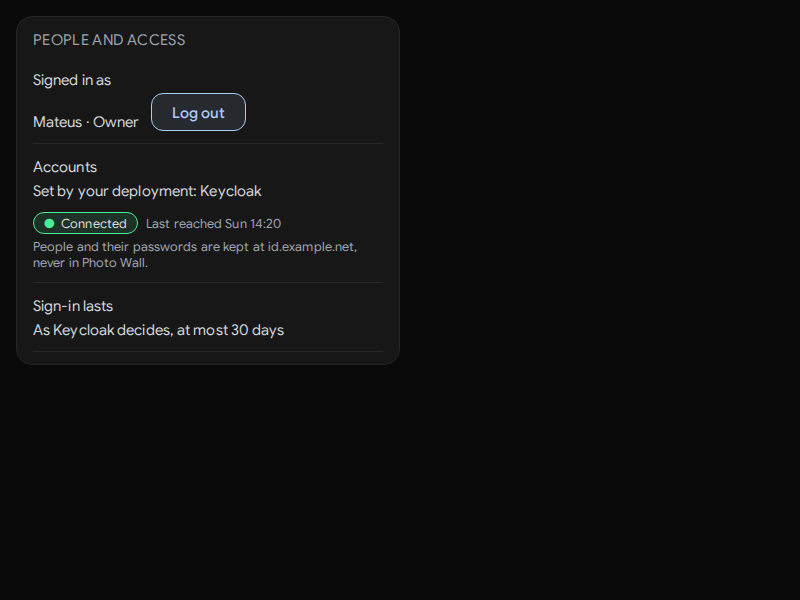 PEOPLE AND ACCESS
Signed in as
Mateus · Owner
Log out
Accounts
Set by your deployment: Keycloak
Connected
Last reached Sun 14:20
People and their passwords are kept at id.example.net,
never in Photo Wall.
Sign-in lasts
As Keycloak decides, at most 30 days